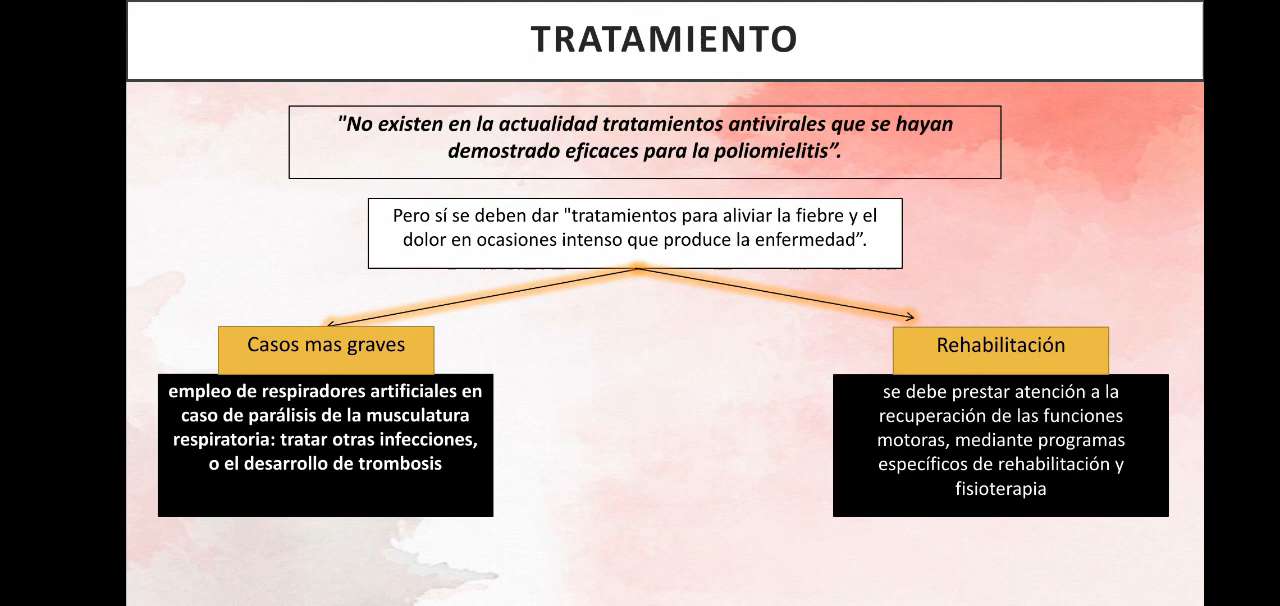 TRATAMIENTO
"No existen en la actualidad tratamientos antivirales que se hayan
demostrado eficaces para la poliomielitis”.
Pero sí se deben dar "tratamientos para aliviar la fiebre y el
dolor en ocasiones intenso que produce la enfermedad”.
Casos mas graves
empleo de respiradores artificiales en
caso de parálisis de la musculatura
respiratoria: tratar otras infecciones,
o el desarrollo de trombosis
Rehabilitación
se debe prestar atención a la
recuperación de las funciones
motoras, mediante programas
específicos de rehabilitación y
fisioterapia